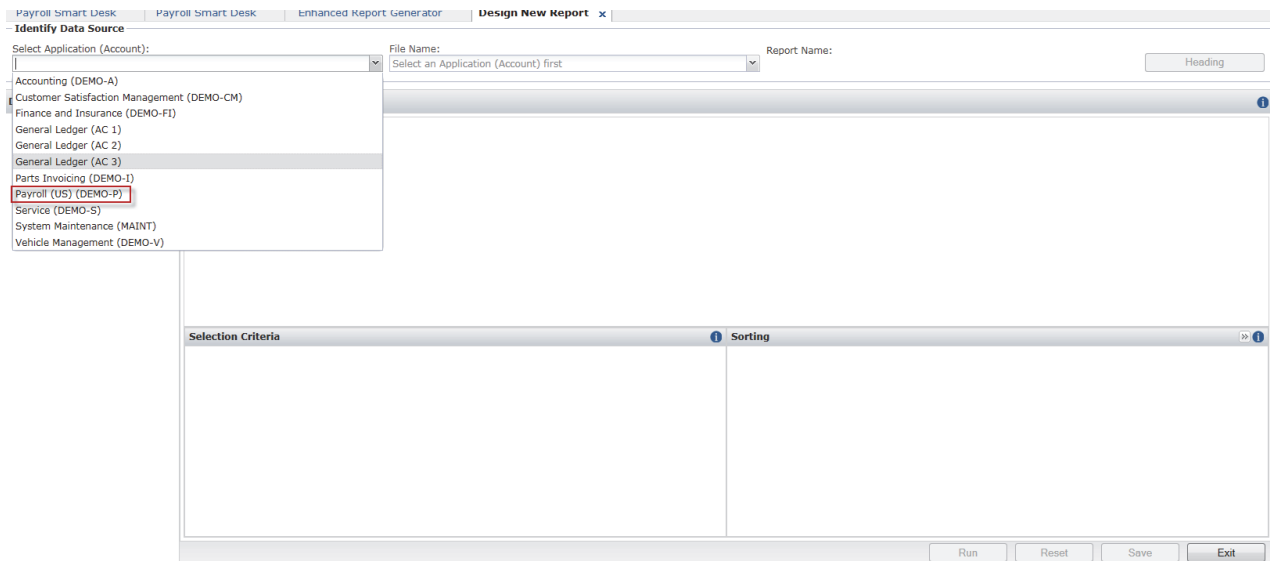 Payroll Smart Desk Payroll Smart Desk Enhanced Report Generator Design New Report x
Identify Data Source
Select Application (Account): File Name: Report Name:
Select an Application (Account) first Heading
Accounting (DEMO-A)
Customer Satisfaction Management (DEMO-CM)
Finance and Insurance (DEMO-FI)
General Ledger (AC 1)
General Ledger (AC 2)
General Ledger (AC 3)
Parts Invoicing (DEMO-I)
Payroll (US) (DEMO-P)
Service (DEMO-S)
System Maintenance (MAINT)
Vehicle Management (DEMO-V)
Selection Criteria Sorting
Run Reset Save Exit